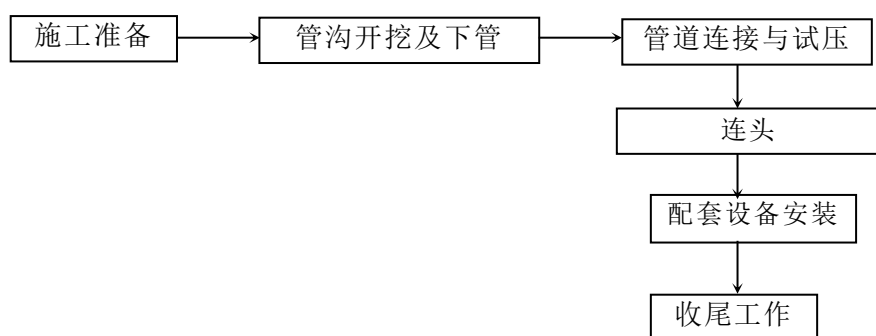 施工准备
管沟开挖及下管
管道连接与试压
连头
配套设备安装
收尾工作